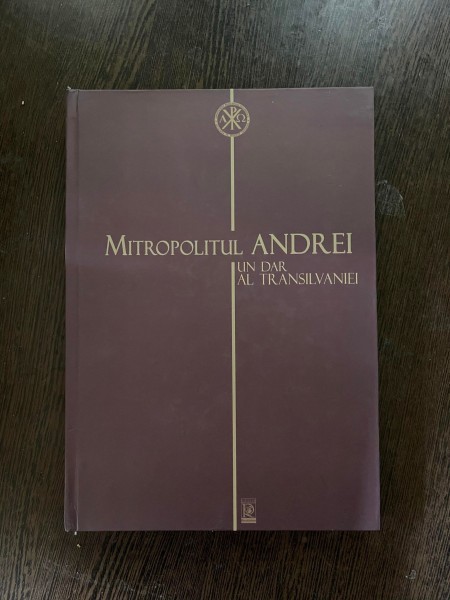 Α Ω
MITROPOLITUL ANDREI
UN DAR
AL TRANSILVANIEI